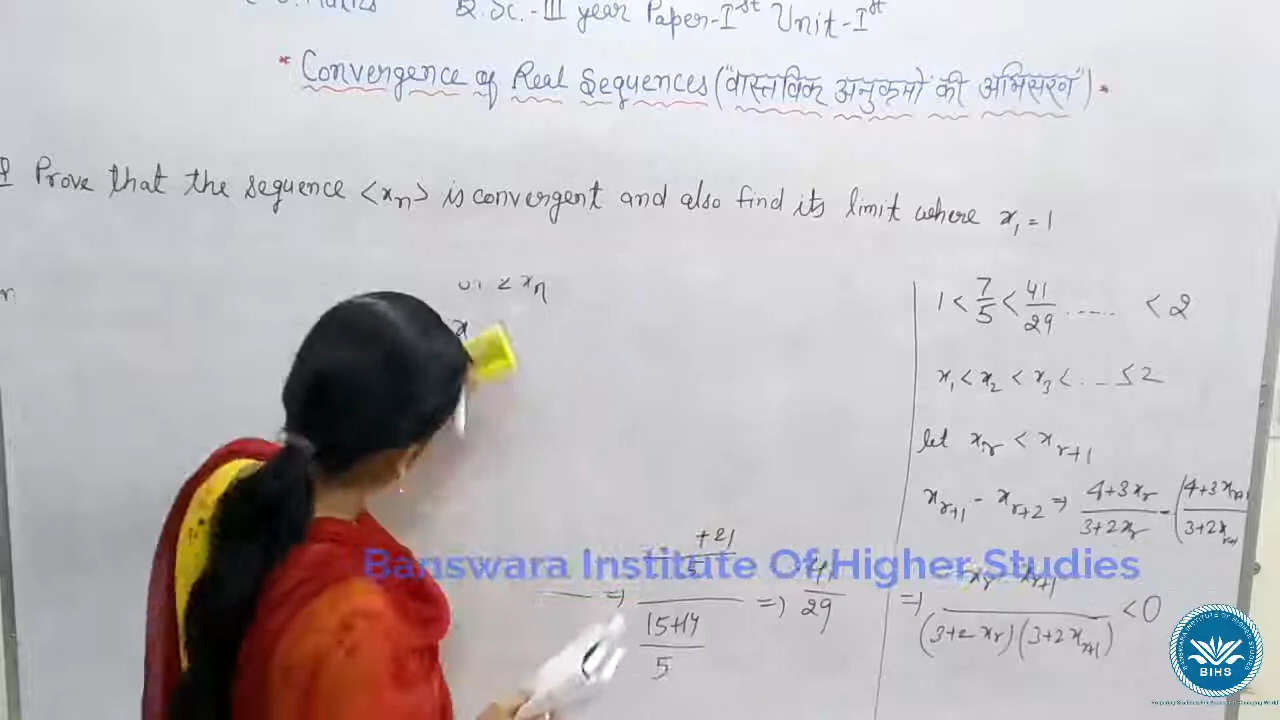 B.Sc.-III year Paper-Ist Unit-Ist
* Convergence of Real Sequences ("वास्तविक अनुक्रमों की अभिसरण") *
Prove that the sequence <xn> is convergent and also find its limit where x1 = 1
≤ xn
x
+21
5
15+14
5
=>
=> 41/29
1 < 7/5 < 41/29 ..... < 2
x1 < x2 < x3 < ... ≤ 2
let xr < xr+1
xr+1 - xr+2 => 4+3xr / 3+2xr - (4+3xr+1 / 3+2xr+1
=> xr - xr+1 / (3+2xr)(3+2xr+1) < 0
Banswara Institute Of Higher Studies
BIHS